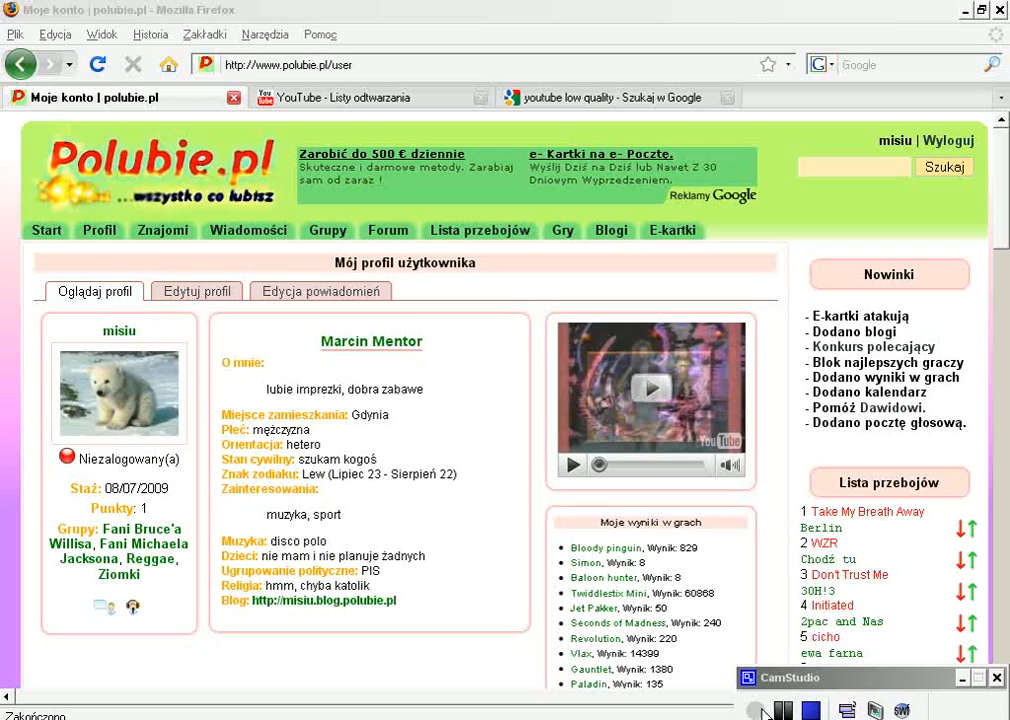 Moje konto | polubie.pl - Mozilla Firefox
Plik Edycja Widok Historia Zakładki Narzędzia Pomoc
http://www.polubie.pl/user
Google
Moje konto | polubie.pl
YouTube - Listy odtwarzania
youtube low quality - Szukaj w Google
Polubie.pl
...wszystko co lubisz
Zarobić do 500 € dziennie
Skuteczne i darmowe metody. Zarabiaj
sam od zaraz !
e- Kartki na e- Pocztę.
Wyślij Dziś na Dziś lub Nawet Z 30
Dniowym Wyprzedzeniem.
Reklamy Google
misiu | Wyloguj
Szukaj
Start Profil Znajomi Wiadomości Grupy Forum Lista przebojów Gry Blogi E-kartki
Mój profil użytkownika
Oglądaj profil Edytuj profil Edycja powiadomień
misiu
Niezalogowany(a)
Staż: 08/07/2009
Punkty: 1
Grupy: Fani Bruce'a
Willisa, Fani Michaela
Jacksona, Reggae,
Ziomki
Marcin Mentor
O mnie:
lubie imprezki, dobra zabawe
Miejsce zamieszkania: Gdynia
Płeć: mężczyzna
Orientacja: hetero
Stan cywilny: szukam kogoś
Znak zodiaku: Lew (Lipiec 23 - Sierpień 22)
Zainteresowania:
muzyka, sport
Muzyka: disco polo
Dzieci: nie mam i nie planuje żadnych
Ugrupowanie polityczne: PIS
Religia: hmm, chyba katolik
Blog: http://misiu.blog.polubie.pl
YouTube
Moje wyniki w grach
Bloody pinguin, Wynik: 829
Simon, Wynik: 8
Baloon hunter, Wynik: 8
Twiddlestix Mini, Wynik: 60868
Jet Pakker, Wynik: 50
Seconds of Madness, Wynik: 240
Revolution, Wynik: 220
Vlax, Wynik: 14399
Gauntlet, Wynik: 1380
Paladin, Wynik: 135
Nowinki
- E-kartki atakują
- Dodano blogi
- Konkurs polecający
- Blok najlepszych graczy
- Dodano wyniki w grach
- Dodano kalendarz
- Pomóż Dawidowi.
- Dodano pocztę głosową.
Lista przebojów
1 Take My Breath Away
Berlin
2 WZR
Chodź tu
3 Don't Trust Me
3OH!3
4 Initiated
2pac and Nas
5 cicho
ewa farna
CamStudio
Zakończono